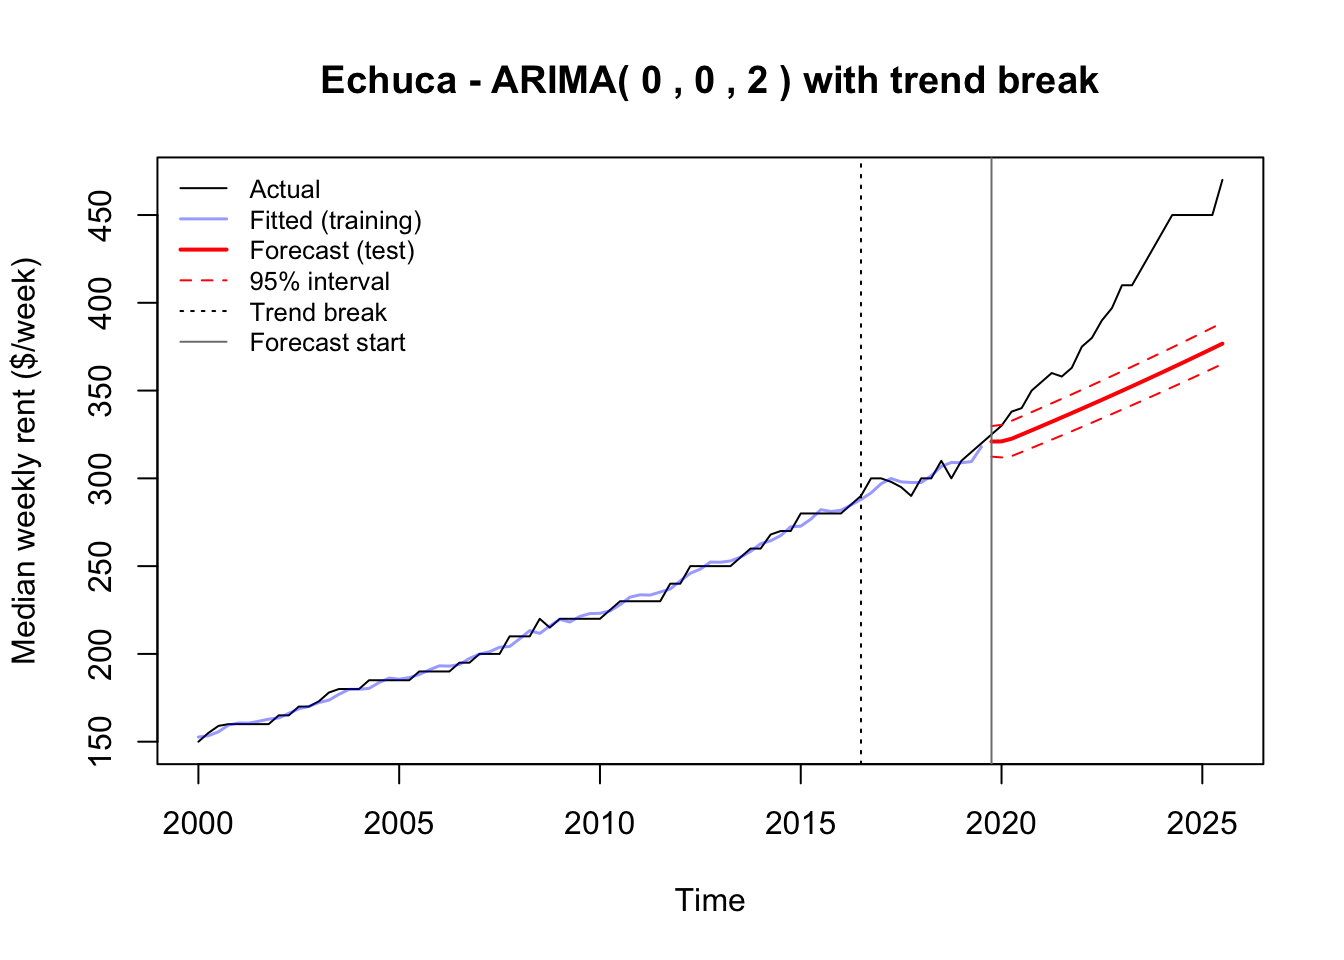 Echuca - ARIMA( 0 , 0 , 2 ) with trend break
Actual
Fitted (training)
Forecast (test)
95% interval
Trend break
Forecast start
Median weekly rent ($/week)
450
400
350
300
250
200
150
2000 2005 2010 2015 2020 2025
Time